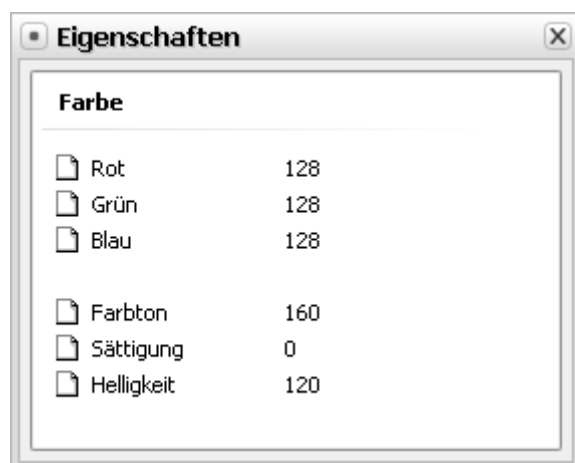 Eigenschaften
Farbe
Rot 128
Grün 128
Blau 128
Farbton 160
Sättigung 0
Helligkeit 120